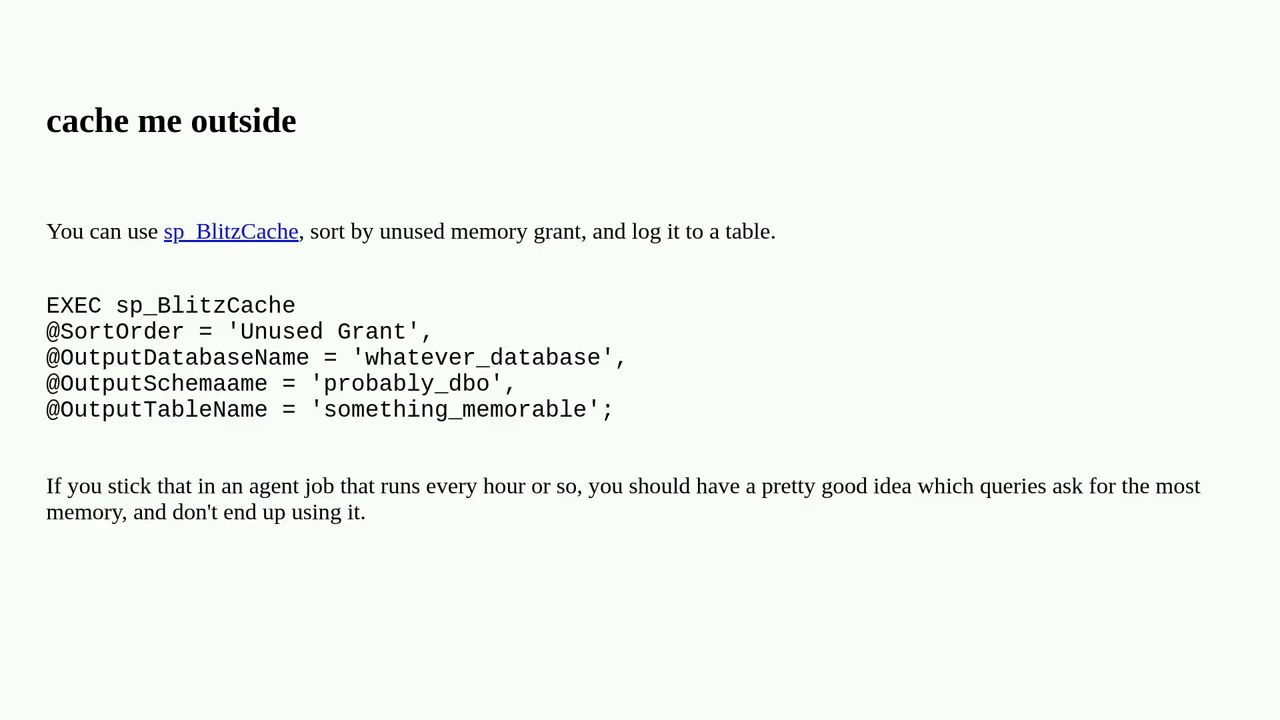 cache me outside
You can use sp_BlitzCache, sort by unused memory grant, and log it to a table.
EXEC sp_BlitzCache
@SortOrder = 'Unused Grant',
@OutputDatabaseName = 'whatever_database',
@OutputSchemaame = 'probably_dbo',
@OutputTableName = 'something_memorable';
If you stick that in an agent job that runs every hour or so, you should have a pretty good idea which queries ask for the most
memory, and don't end up using it.